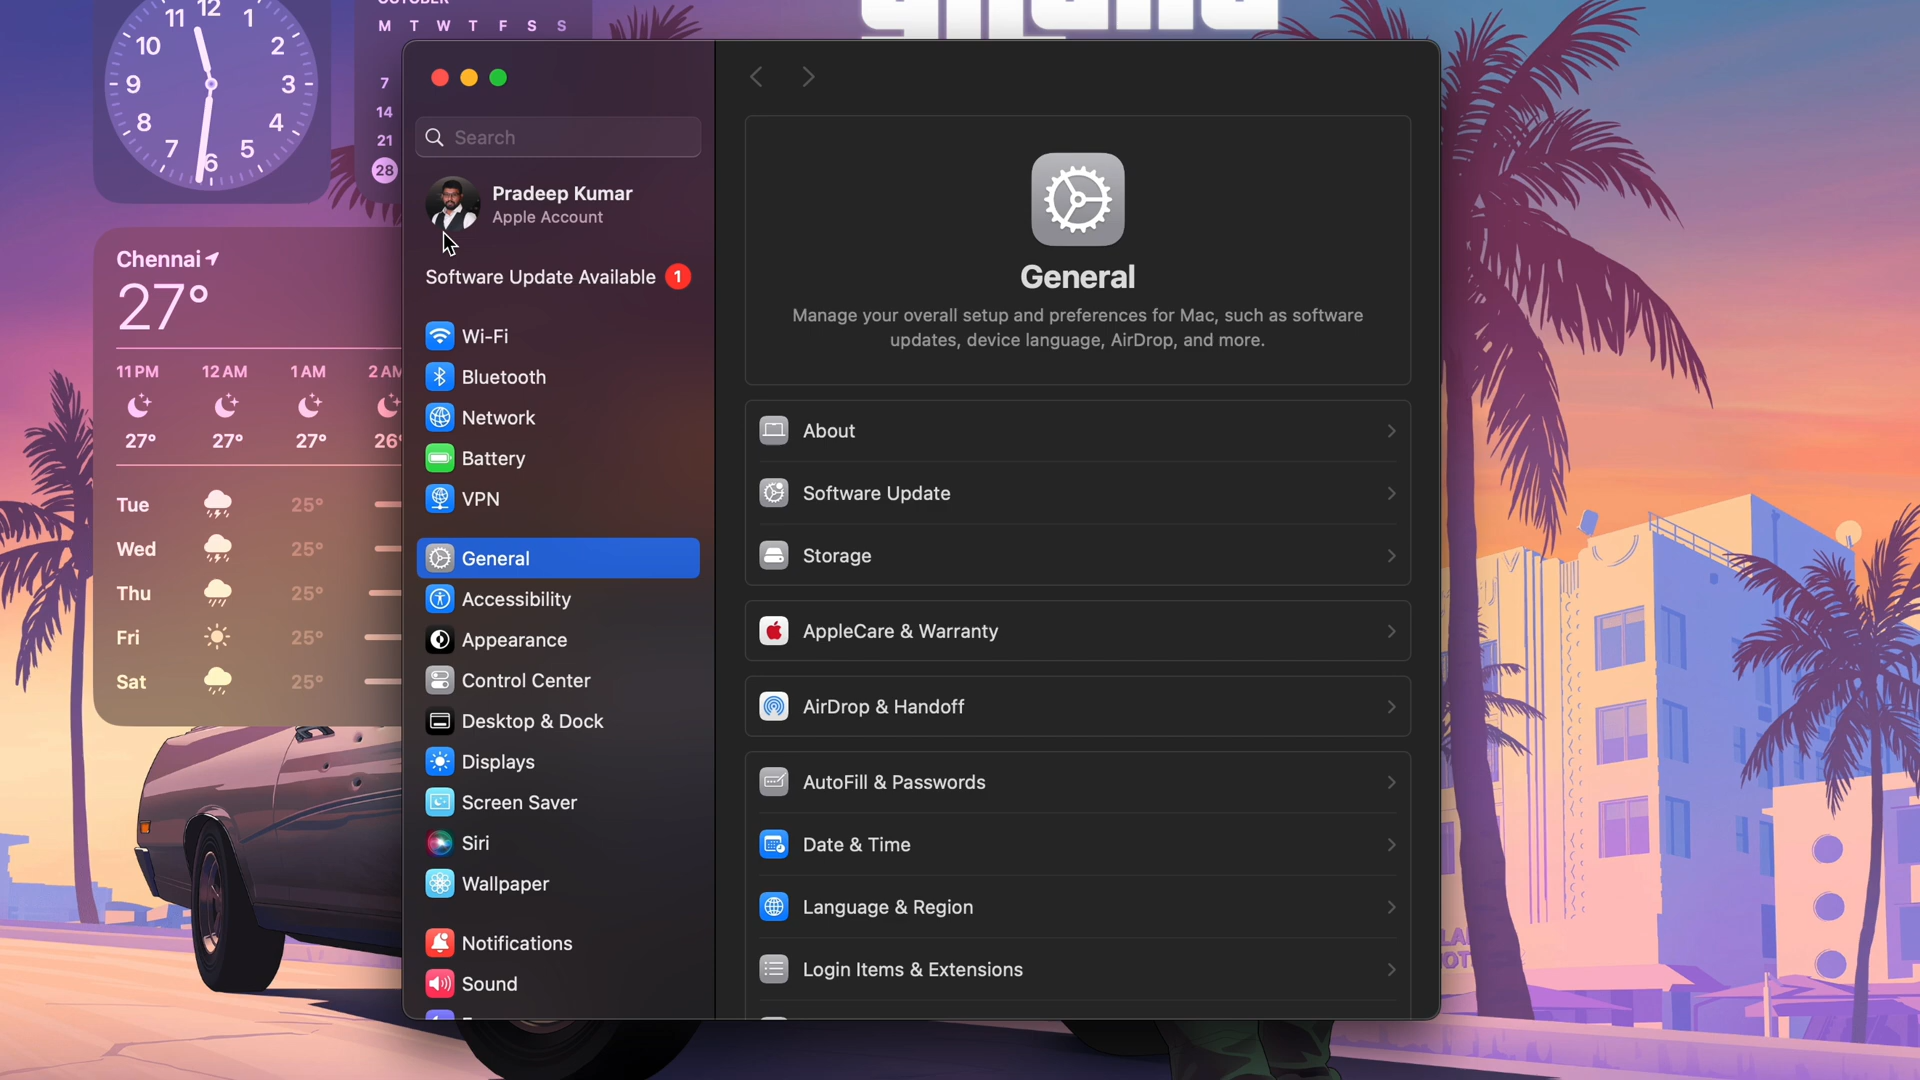 OCTOBER
M T W T F S S
7
14
21
28
12
1
2
3
4
5
6
7
8
9
10
11
Chennai
27°
11 PM 12 AM 1 AM 2 AM
27° 27° 27° 26°
Tue 25°
Wed 25°
Thu 25°
Fri 25°
Sat 25°
Search
Pradeep Kumar
Apple Account
Software Update Available 1
Wi-Fi
Bluetooth
Network
Battery
VPN
General
Accessibility
Appearance
Control Center
Desktop & Dock
Displays
Screen Saver
Siri
Wallpaper
Notifications
Sound
General
Manage your overall setup and preferences for Mac, such as software
updates, device language, AirDrop, and more.
About
Software Update
Storage
AppleCare & Warranty
AirDrop & Handoff
AutoFill & Passwords
Date & Time
Language & Region
Login Items & Extensions